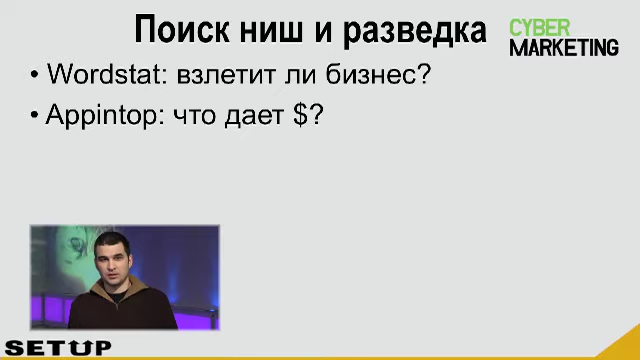 Поиск ниш и разведка
CYBER
MARKETING
• Wordstat: взлетит ли бизнес?
• Appintop: что дает $?
SETUP